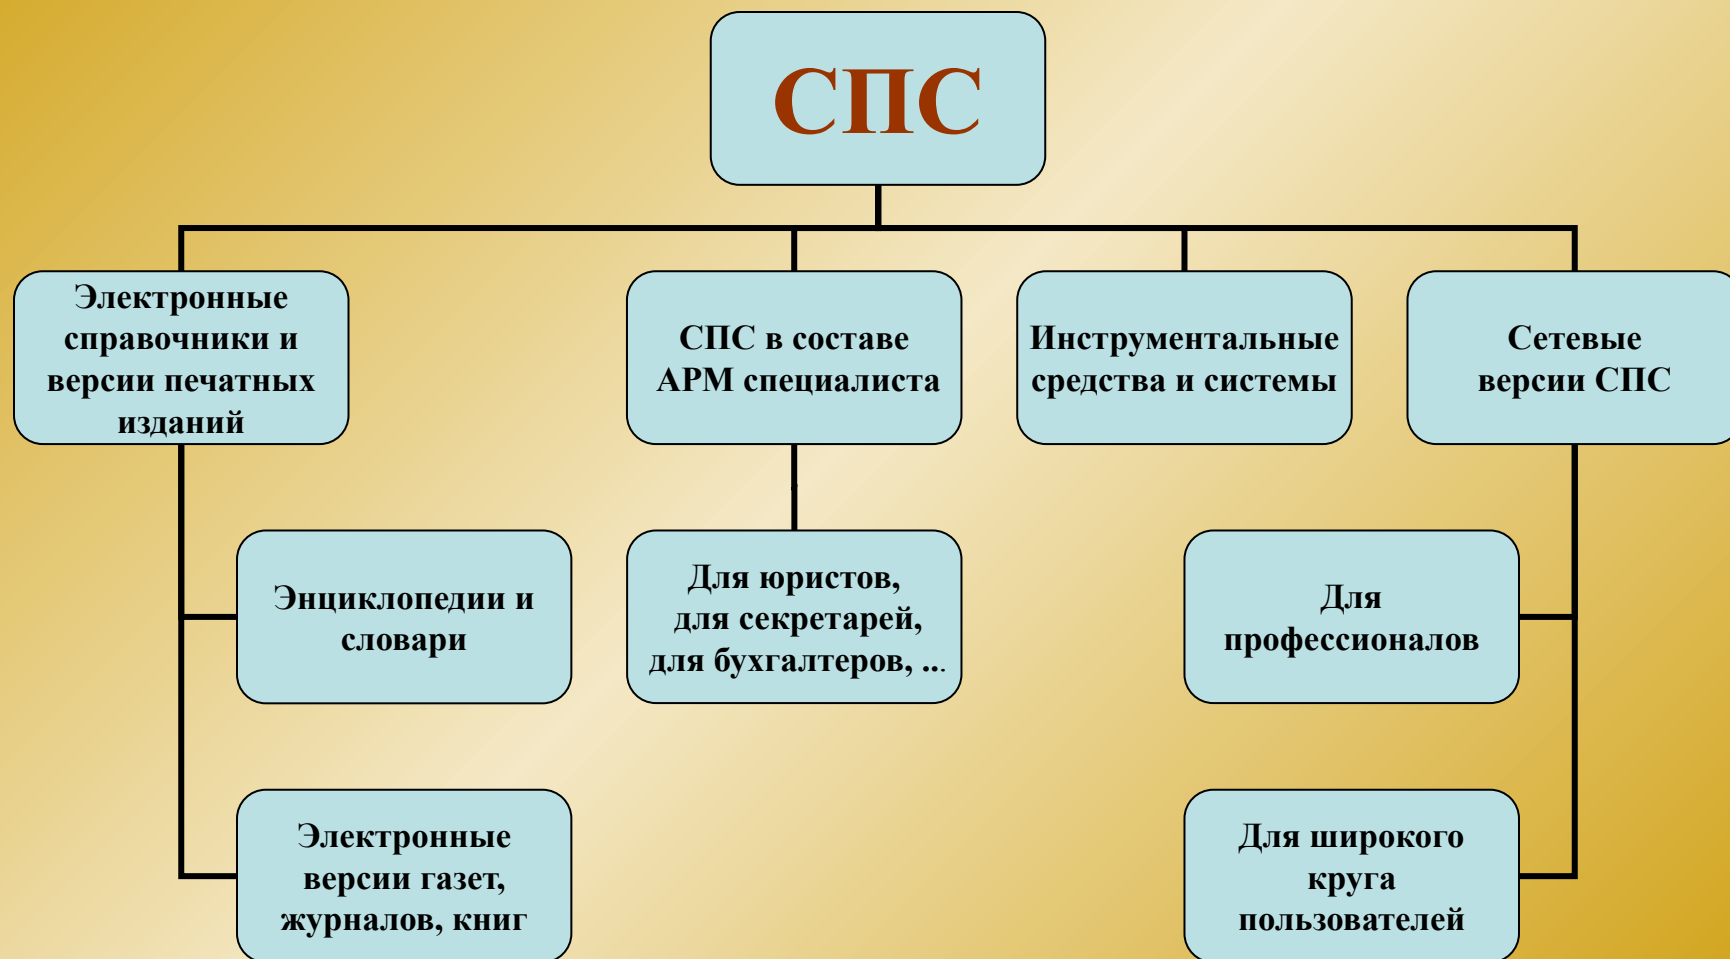 СПС
Электронные
справочники и
версии печатных
изданий
СПС в составе
АРМ специалиста
Инструментальные
средства и системы
Сетевые
версии СПС
Энциклопедии и
словари
Для юристов,
для секретарей,
для бухгалтеров, ...
Для
профессионалов
Электронные
версии газет,
журналов, книг
Для широкого
круга
пользователей